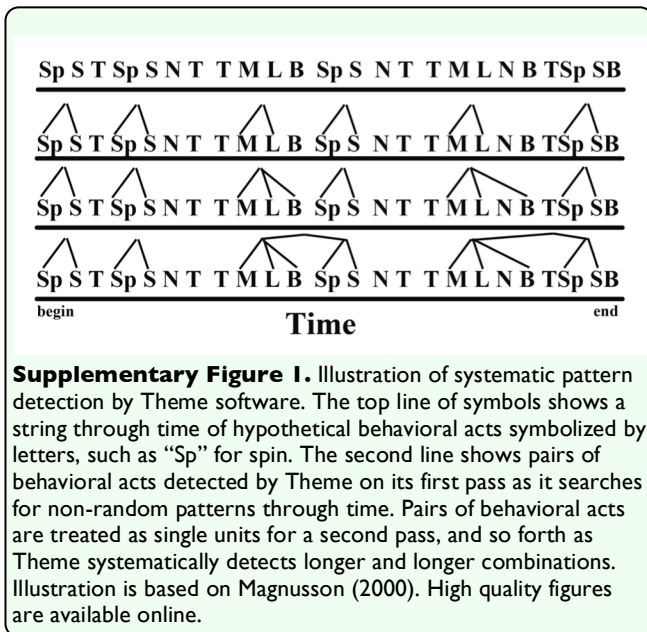 Sp S T Sp S N T T M L B Sp S N T T M L N B T Sp S B
Sp S T Sp S N T T M L B Sp S N T T M L N B T Sp S B
Sp S T Sp S N T T M L B Sp S N T T M L N B T Sp S B
Sp S T Sp S N T T M L B Sp S N T T M L N B T Sp S B
begin Time end
Supplementary Figure 1. Illustration of systematic pattern
detection by Theme software. The top line of symbols shows a
string through time of hypothetical behavioral acts symbolized by
letters, such as “Sp” for spin. The second line shows pairs of
behavioral acts detected by Theme on its first pass as it searches
for non-random patterns through time. Pairs of behavioral acts
are treated as single units for a second pass, and so forth as
Theme systematically detects longer and longer combinations.
Illustration is based on Magnusson (2000). High quality figures
are available online.